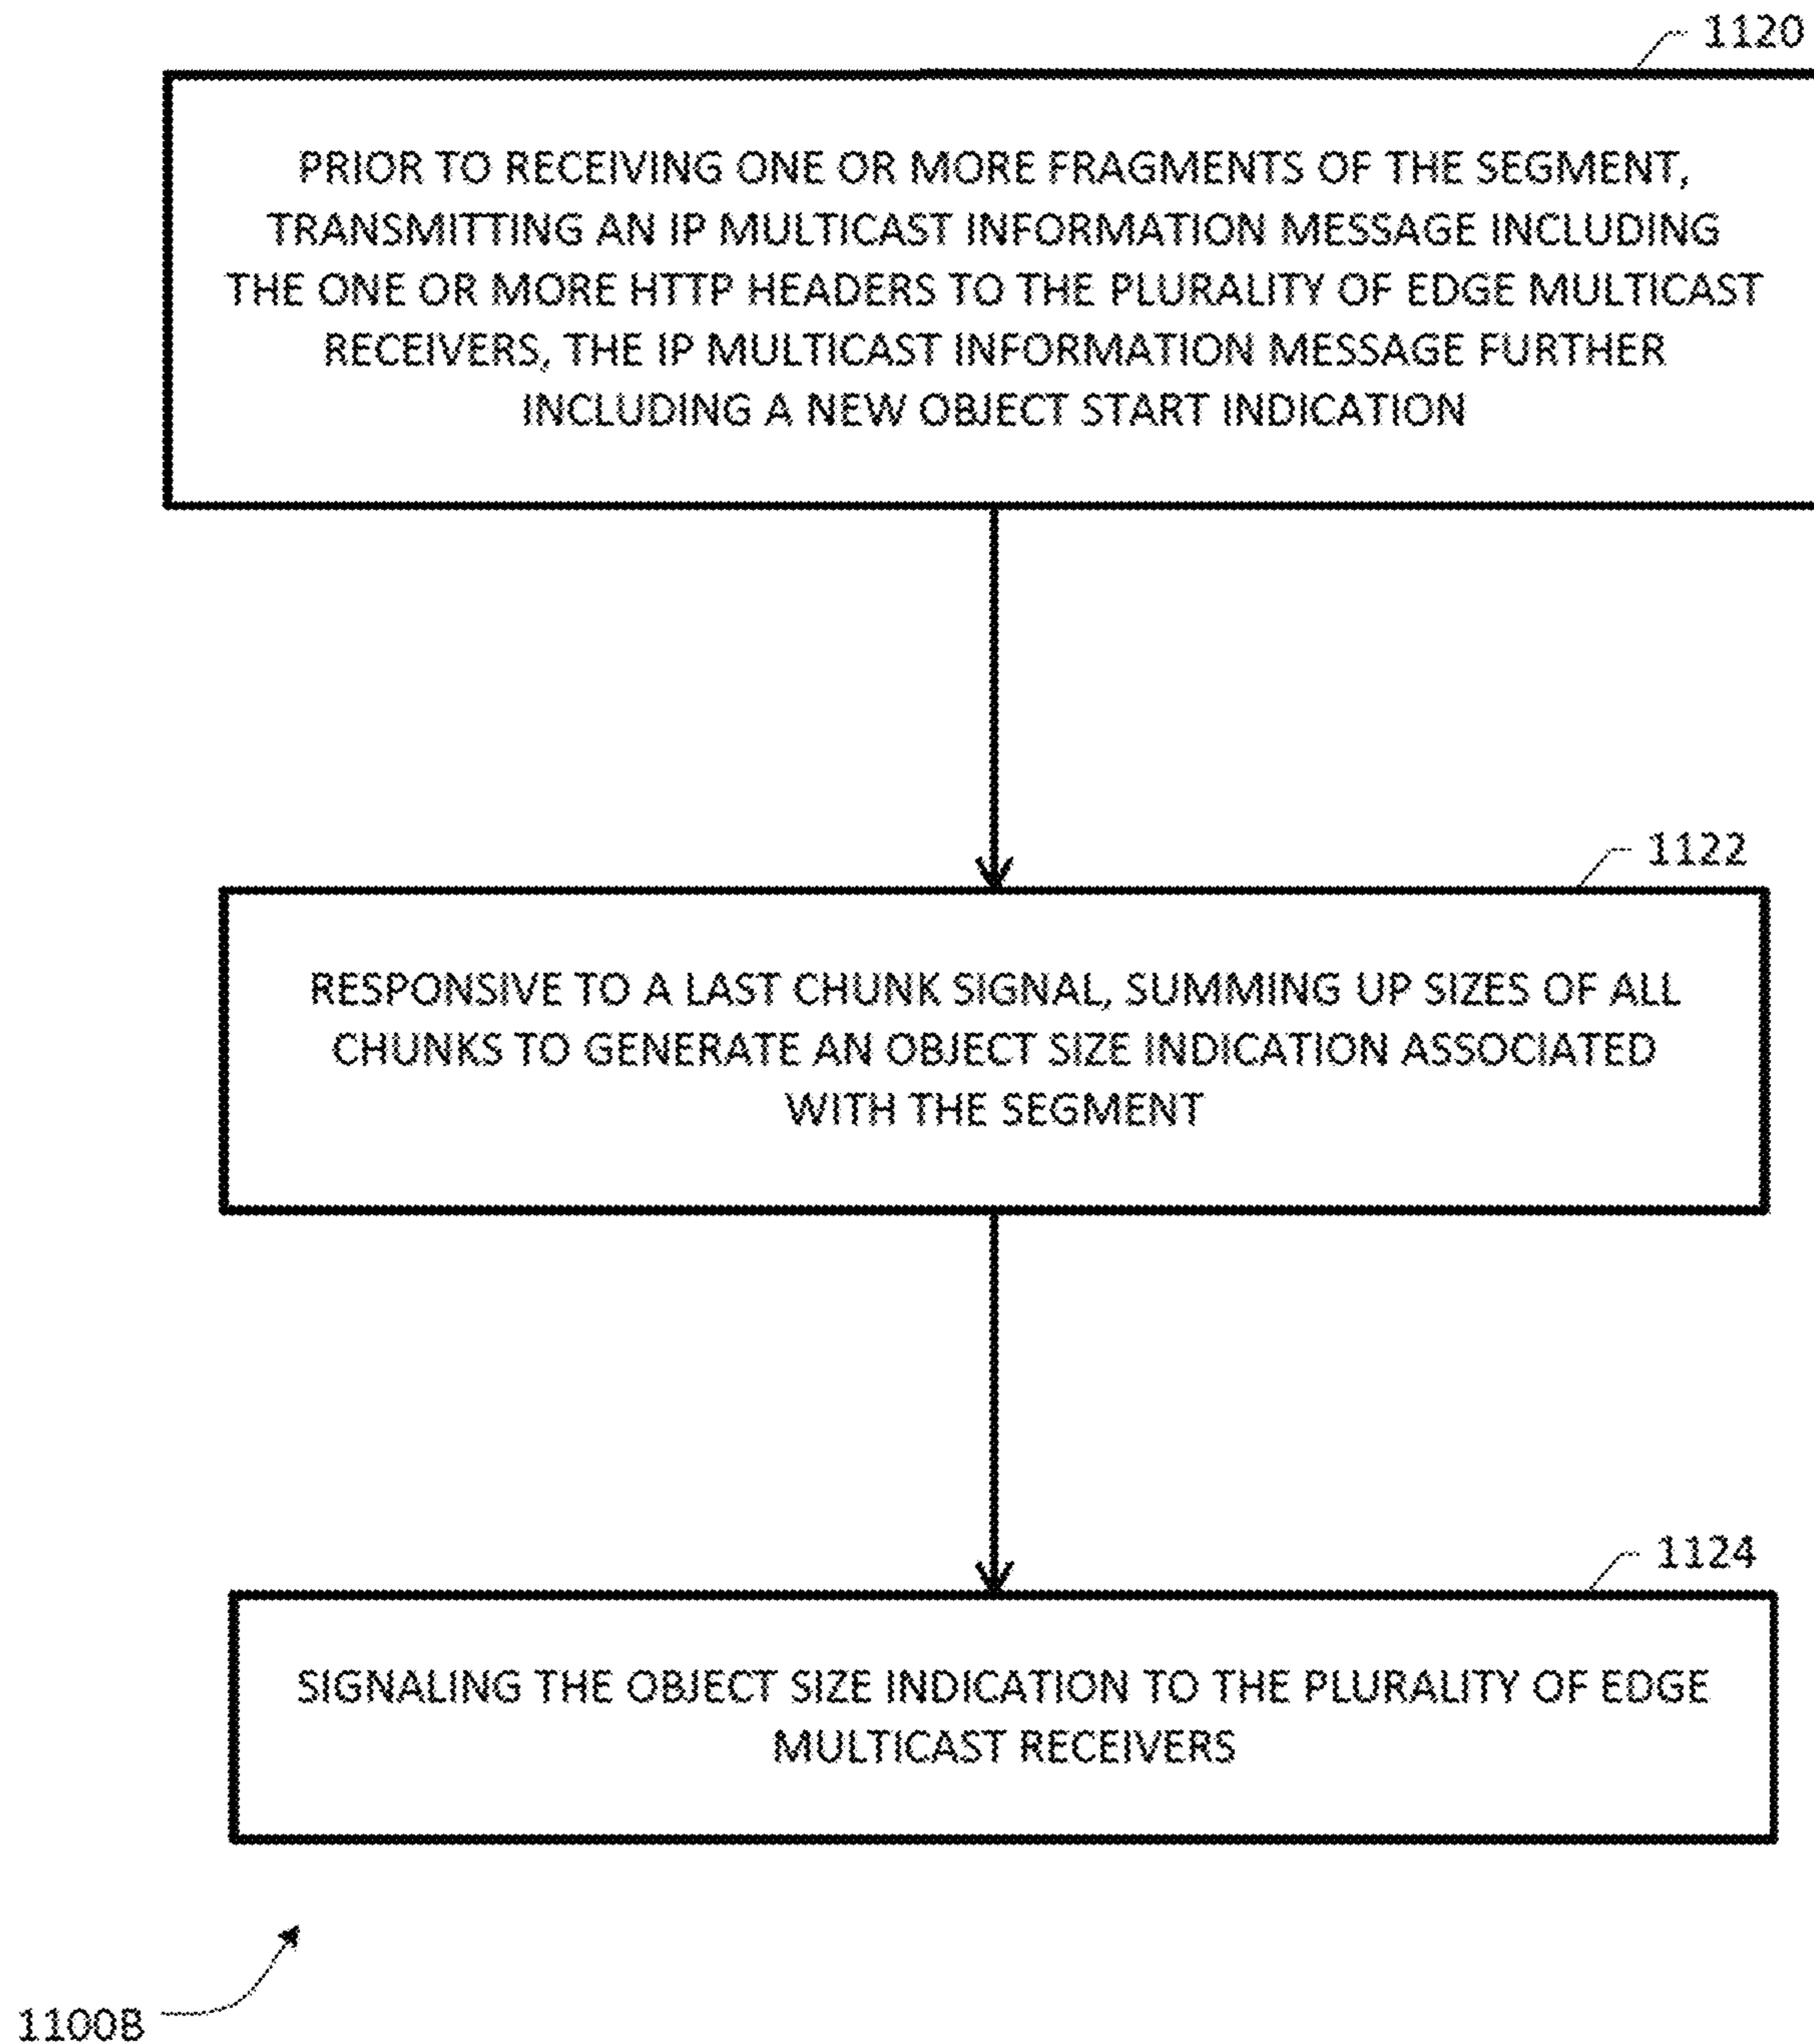 1120
PRIOR TO RECEIVING ONE OR MORE FRAGMENTS OF THE SEGMENT,
TRANSMITTING AN IP MULTICAST INFORMATION MESSAGE INCLUDING
THE ONE OR MORE HTTP HEADERS TO THE PLURALITY OF EDGE MULTICAST
RECEIVERS, THE IP MULTICAST INFORMATION MESSAGE FURTHER
INCLUDING A NEW OBJECT START INDICATION
1122
RESPONSIVE TO A LAST CHUNK SIGNAL, SUMMING UP SIZES OF ALL
CHUNKS TO GENERATE AN OBJECT SIZE INDICATION ASSOCIATED
WITH THE SEGMENT
1124
SIGNALING THE OBJECT SIZE INDICATION TO THE PLURALITY OF EDGE
MULTICAST RECEIVERS
1100B